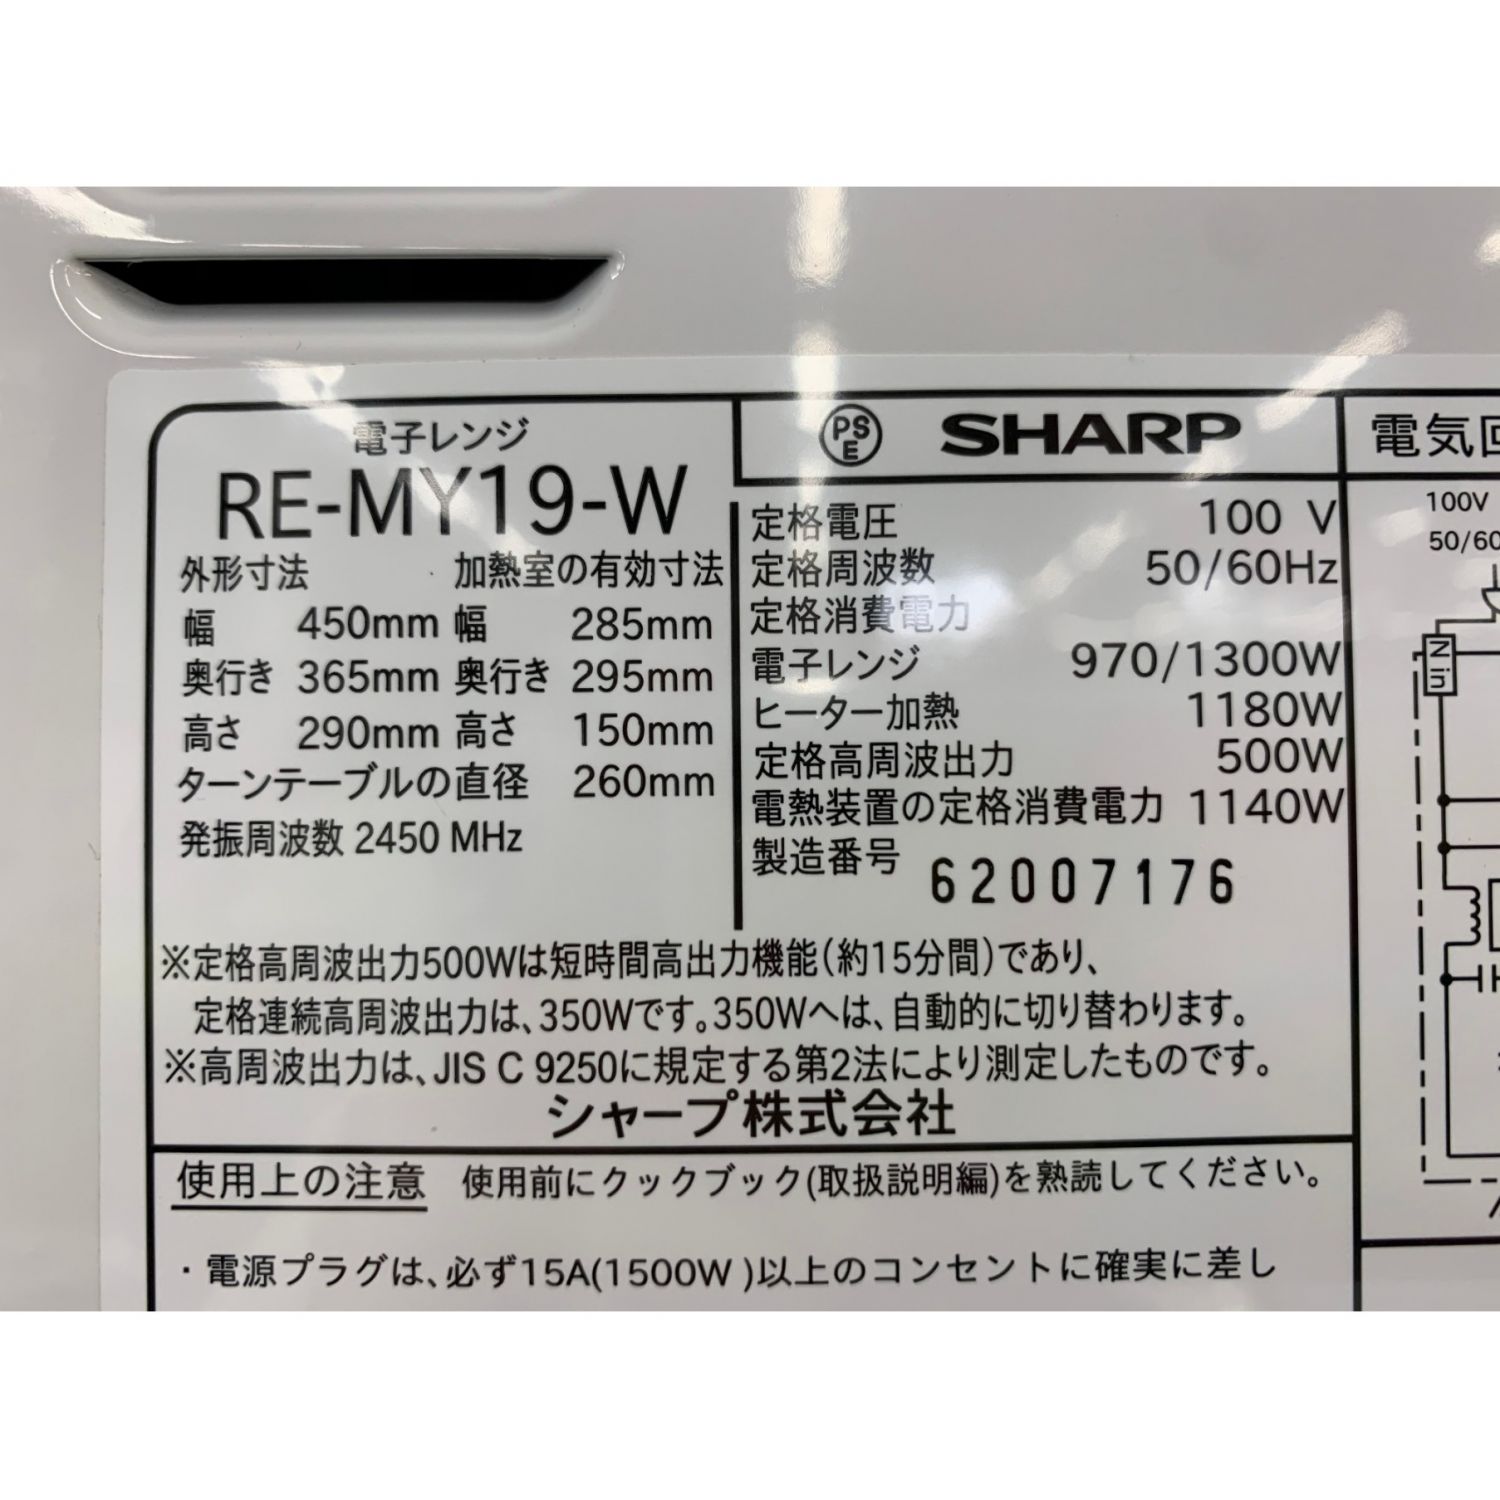 電子レンジ
RE-MY19-W
外形寸法 加熱室の有効寸法
幅 450mm 幅 285mm
奥行き 365mm 奥行き 295mm
高さ 290mm 高さ 150mm
ターンテーブルの直径 260mm
発振周波数 2450 MHz
PSE SHARP
定格電圧 100 V
定格周波数 50/60Hz
定格消費電力
電子レンジ 970/1300W
ヒーター加熱 1180W
定格高周波出力 500W
電熱装置の定格消費電力 1140W
製造番号 62007176
※定格高周波出力500Wは短時間高出力機能(約15分間)であり、
定格連続高周波出力は、350Wです。350Wへは、自動的に切り替わります。
※高周波出力は、JIS C 9250に規定する第2法により測定したものです。
シャープ株式会社
使用上の注意 使用前にクックブック(取扱説明編)を熟読してください。
・電源プラグは、必ず15A(1500W)以上のコンセントに確実に差し
電気回
100V
50/60
Nin